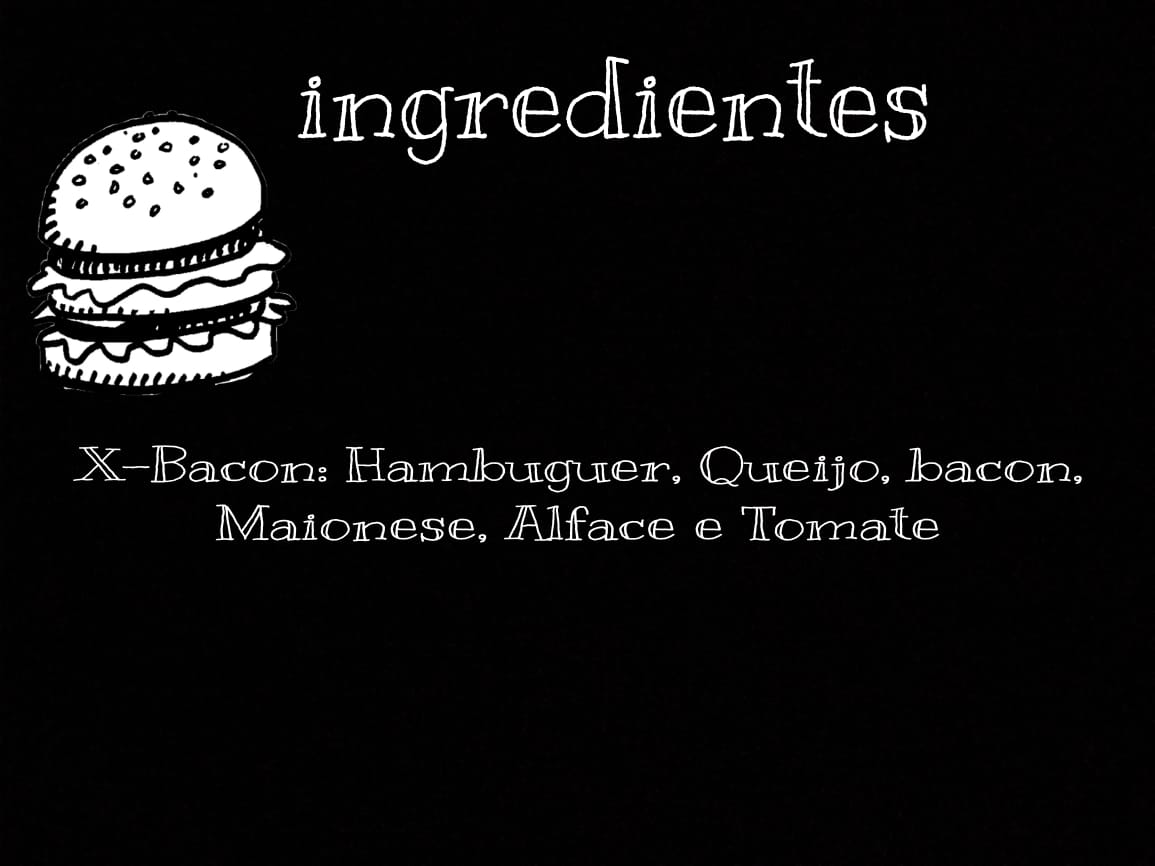 ingredientes
X-Bacon: Hambuguer, Queijo, bacon,
Maionese, Alface e Tomate